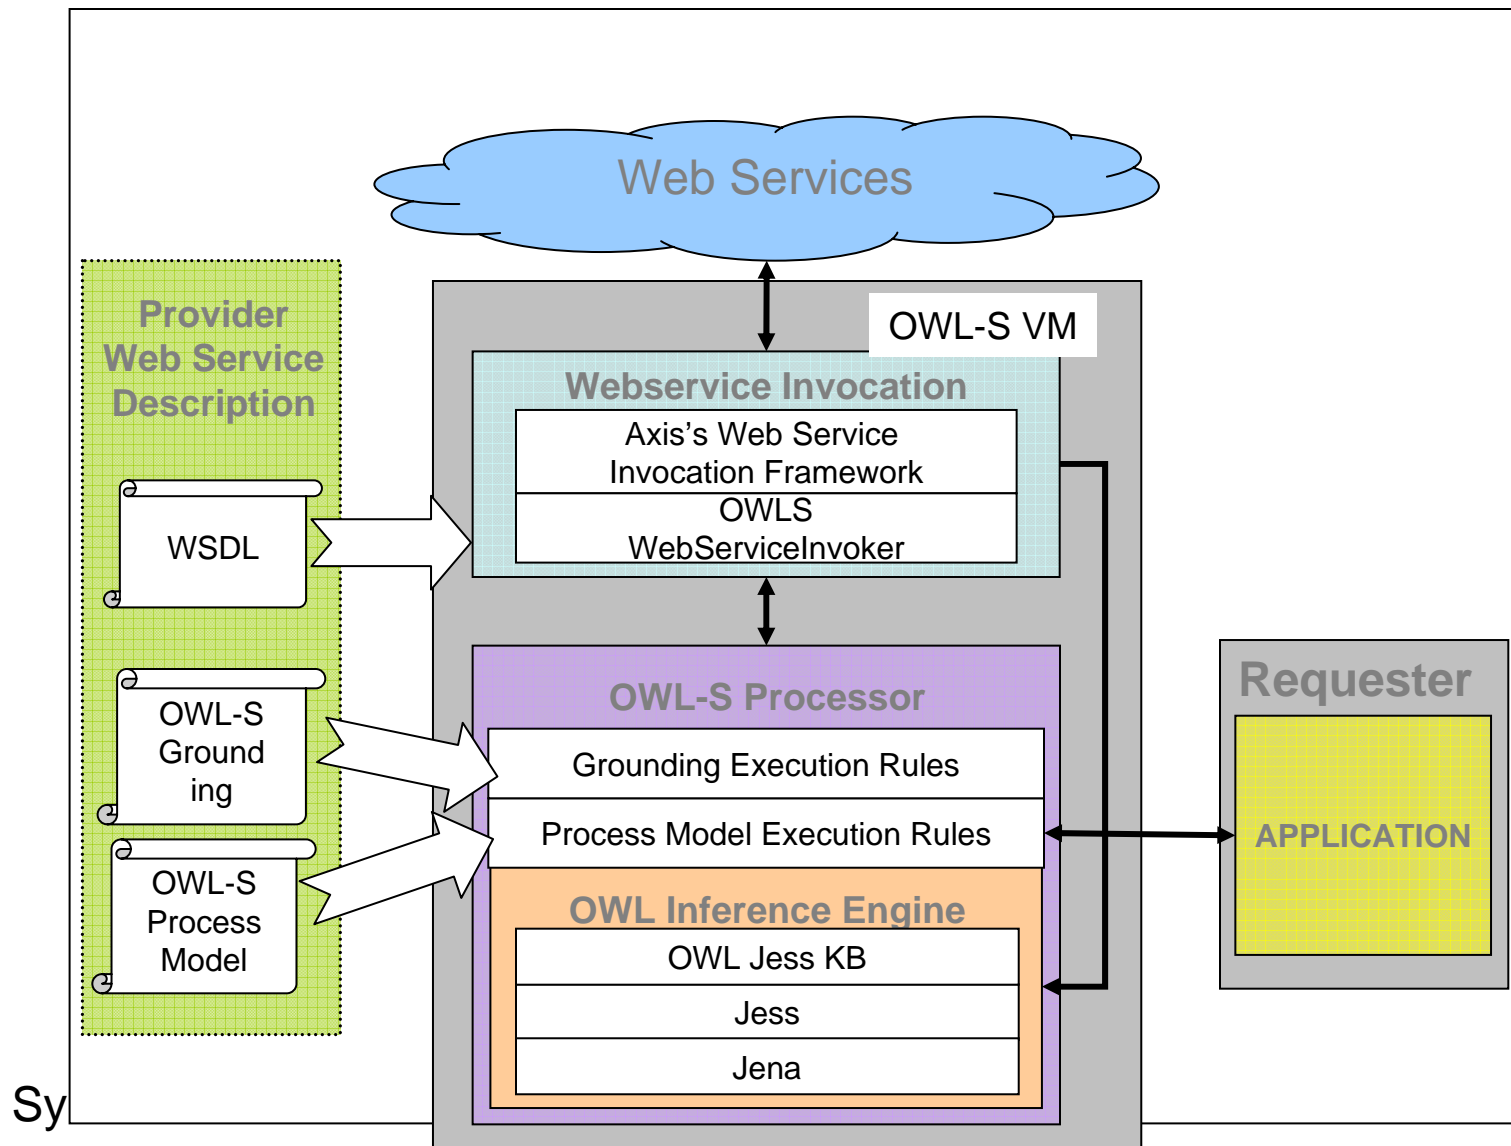 Web Services
Provider
Web Service
Description
OWL-S VM
Webservice Invocation
Axis's Web Service
Invocation Framework
OWLS
WebServiceInvoker
WSDL
OWL-S Processor
OWL-S
Ground
ing
Grounding Execution Rules
Process Model Execution Rules
OWL-S
Process
Model
OWL Inference Engine
OWL Jess KB
Jess
Jena
Requester
APPLICATION
Sy